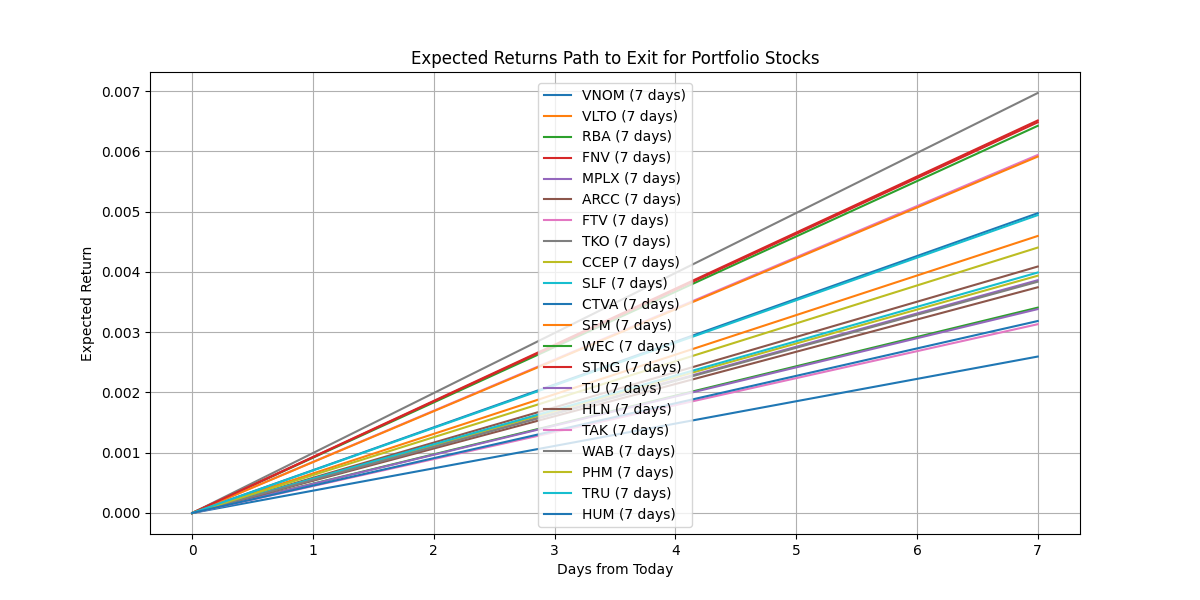 Expected Returns Path to Exit for Portfolio Stocks
Expected Return
0.007
0.006
0.005
0.004
0.003
0.002
0.001
0.000
VNOM (7 days)
VLTO (7 days)
RBA (7 days)
FNV (7 days)
MPLX (7 days)
ARCC (7 days)
FTV (7 days)
TKO (7 days)
CCEP (7 days)
SLF (7 days)
CTVA (7 days)
SFM (7 days)
WEC (7 days)
STNG (7 days)
TU (7 days)
HLN (7 days)
TAK (7 days)
WAB (7 days)
PHM (7 days)
TRU (7 days)
HUM (7 days)
0 1 2 3 4 5 6 7
Days from Today